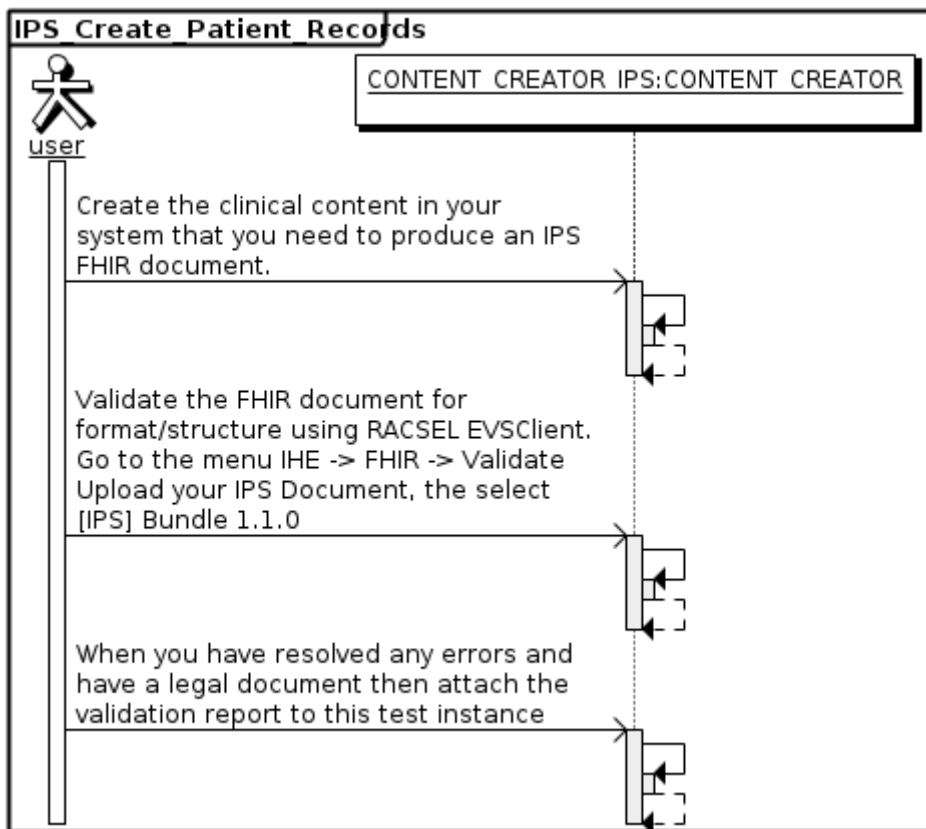 IPS_Create_Patient_Records
CONTENT_CREATOR_IPS:CONTENT_CREATOR
user
Create the clinical content in your
system that you need to produce an IPS
FHIR document.
Validate the FHIR document for
format/structure using RACSEL EVSClient.
Go to the menu IHE -> FHIR -> Validate
Upload your IPS Document, the select
[IPS] Bundle 1.1.0
When you have resolved any errors and
have a legal document then attach the
validation report to this test instance